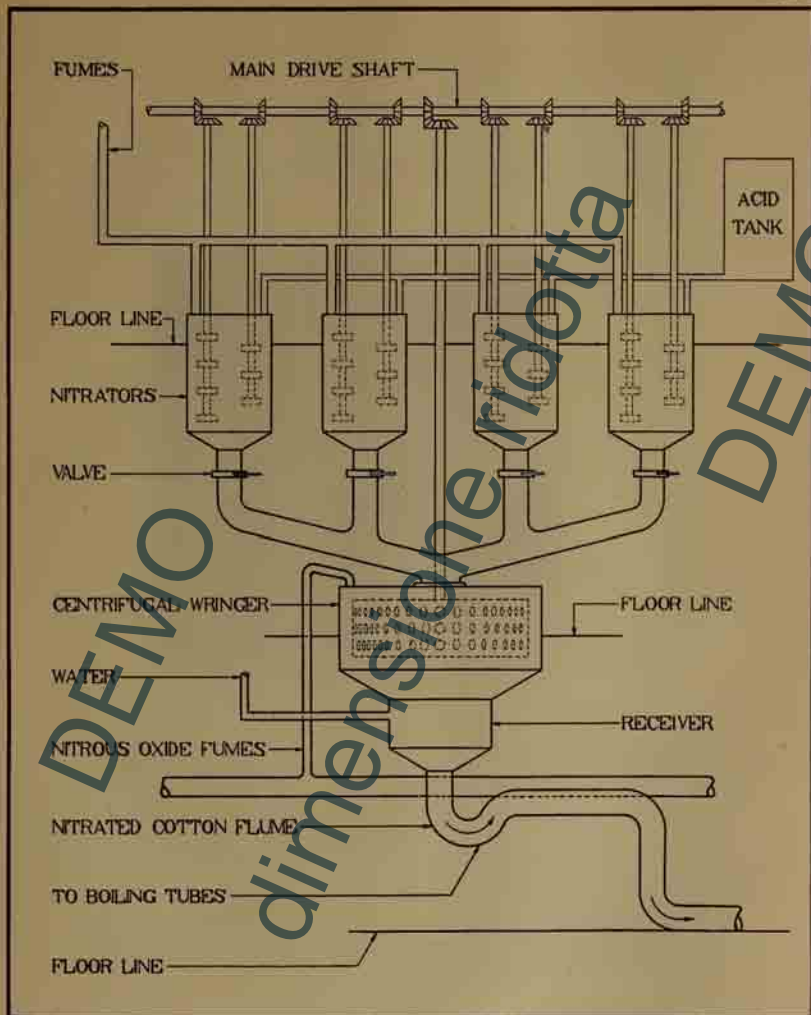 FUMES
MAIN DRIVE SHAFT
ACID
TANK
FLOOR LINE
NITRATORS
VALVE
CENTRIFUGAL WRINGER
FLOOR LINE
WATER
RECEIVER
NITROUS OXIDE FUMES
NITRATED COTTON FLUME
TO BOILING TUBES
FLOOR LINE
DEMO
dimensione ridotta
DEMO